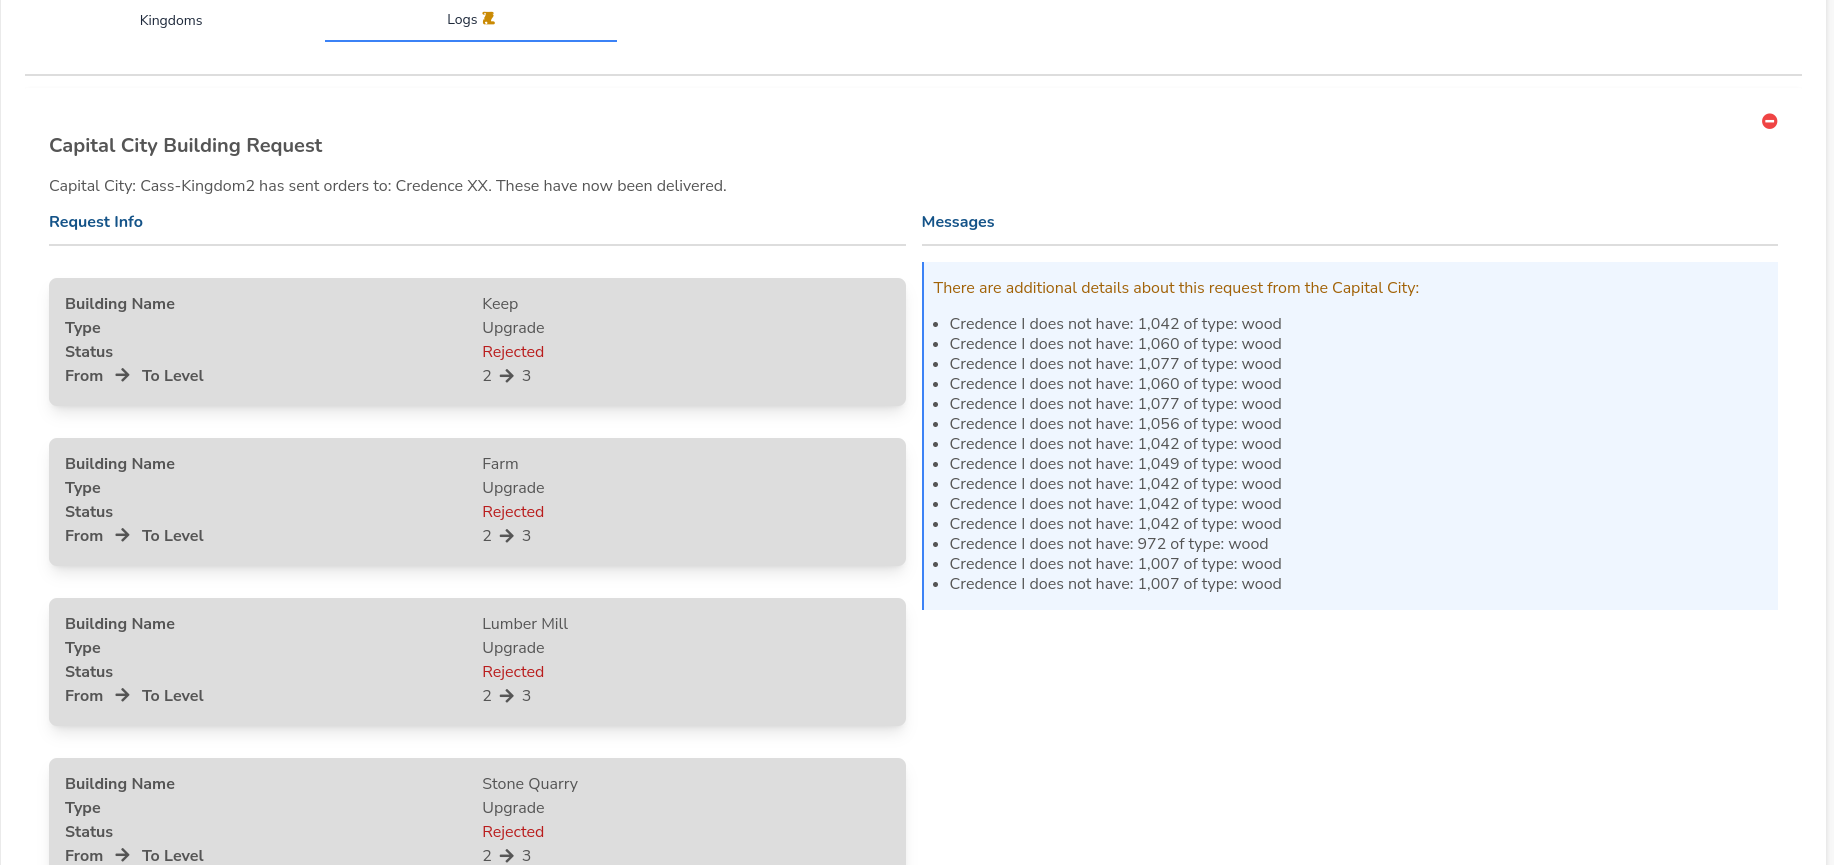 Kingdoms
Logs
Capital City Building Request
Capital City: Cass-Kingdom2 has sent orders to: Credence XX. These have now been delivered.
Request Info
Building Name Keep
Type Upgrade
Status Rejected
From → To Level 2 → 3
Building Name Farm
Type Upgrade
Status Rejected
From → To Level 2 → 3
Building Name Lumber Mill
Type Upgrade
Status Rejected
From → To Level 2 → 3
Building Name Stone Quarry
Type Upgrade
Status Rejected
From → To Level 2 → 3
Messages
There are additional details about this request from the Capital City:
• Credence I does not have: 1,042 of type: wood
• Credence I does not have: 1,060 of type: wood
• Credence I does not have: 1,077 of type: wood
• Credence I does not have: 1,060 of type: wood
• Credence I does not have: 1,077 of type: wood
• Credence I does not have: 1,056 of type: wood
• Credence I does not have: 1,042 of type: wood
• Credence I does not have: 1,049 of type: wood
• Credence I does not have: 1,042 of type: wood
• Credence I does not have: 1,042 of type: wood
• Credence I does not have: 1,042 of type: wood
• Credence I does not have: 972 of type: wood
• Credence I does not have: 1,007 of type: wood
• Credence I does not have: 1,007 of type: wood